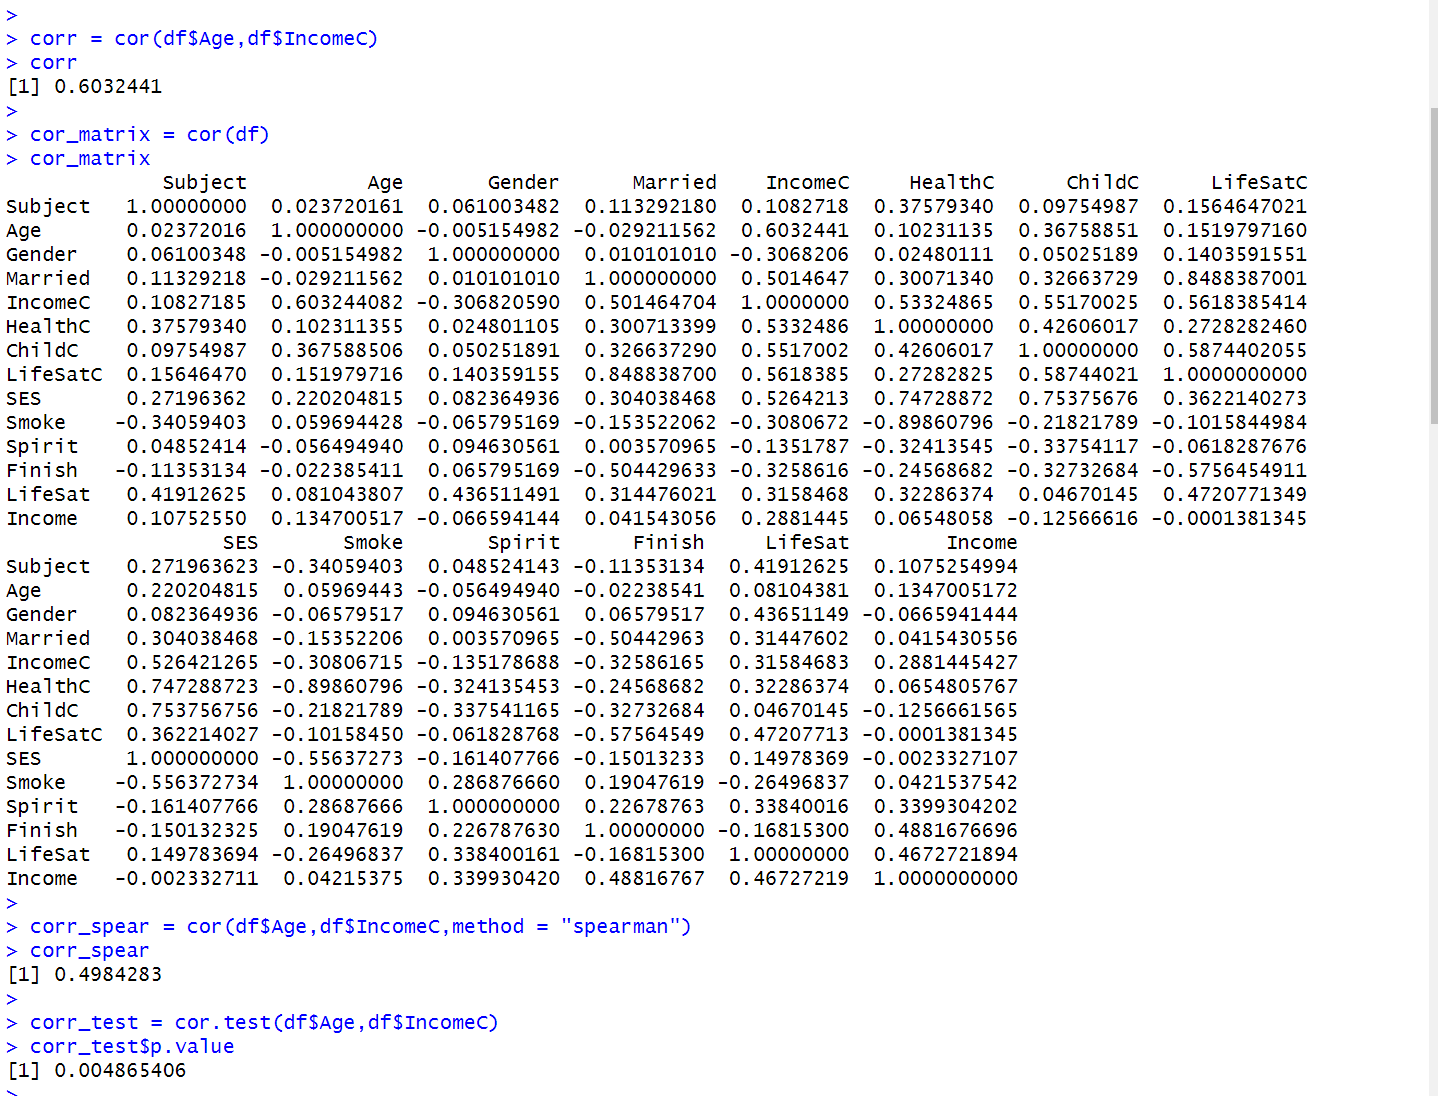 >
> corr = cor(df$Age,df$IncomeC)
> corr
[1] 0.6032441
>
> cor_matrix = cor(df)
> cor_matrix
Subject Age Gender Married IncomeC HealthC ChildC LifeSatC
Subject 1.00000000 0.023720161 0.061003482 0.113292180 0.1082718 0.37579340 0.09754987 0.1564647021
Age 0.02372016 1.000000000 -0.005154982 -0.029211562 0.6032441 0.10231135 0.36758851 0.1519797160
Gender 0.06100348 -0.005154982 1.000000000 0.010101010 -0.3068206 0.02480111 0.05025189 0.1403591551
Married 0.11329218 -0.029211562 0.010101010 1.000000000 0.5014647 0.30071340 0.32663729 0.8488387001
IncomeC 0.10827185 0.603244082 -0.306820590 0.501464704 1.0000000 0.53324865 0.55170025 0.5618385414
HealthC 0.37579340 0.102311355 0.024801105 0.300713399 0.5332486 1.00000000 0.42606017 0.2728282460
ChildC 0.09754987 0.367588506 0.050251891 0.326637290 0.5517002 0.42606017 1.00000000 0.5874402055
LifeSatC 0.15646470 0.151979716 0.140359155 0.848838700 0.5618385 0.27282825 0.58744021 1.0000000000
SES 0.27196362 0.220204815 0.082364936 0.304038468 0.5264213 0.74728872 0.75375676 0.3622140273
Smoke -0.34059403 0.059694428 -0.065795169 -0.153522062 -0.3080672 -0.89860796 -0.21821789 -0.1015844984
Spirit 0.04852414 -0.056494940 0.094630561 0.003570965 -0.1351787 -0.32413545 -0.33754117 -0.0618287676
Finish -0.11353134 -0.022385411 0.065795169 -0.504429633 -0.3258616 -0.24568682 -0.32732684 -0.5756454911
LifeSat 0.41912625 0.081043807 0.436511491 0.314476021 0.3158468 0.32286374 0.04670145 0.4720771349
Income 0.10752550 0.134700517 -0.066594144 0.041543056 0.2881445 0.06548058 -0.12566616 -0.0001381345
SES Smoke Spirit Finish LifeSat Income
Subject 0.271963623 -0.34059403 0.048524143 -0.11353134 0.41912625 0.1075254994
Age 0.220204815 0.05969443 -0.056494940 -0.02238541 0.08104381 0.1347005172
Gender 0.082364936 -0.06579517 0.094630561 0.06579517 0.43651149 -0.0665941444
Married 0.304038468 -0.15352206 0.003570965 -0.50442963 0.31447602 0.0415430556
IncomeC 0.526421265 -0.30806715 -0.135178688 -0.32586165 0.31584683 0.2881445427
HealthC 0.747288723 -0.89860796 -0.324135453 -0.24568682 0.32286374 0.0654805767
ChildC 0.753756756 -0.21821789 -0.337541165 -0.32732684 0.04670145 -0.1256661565
LifeSatC 0.362214027 -0.10158450 -0.061828768 -0.57564549 0.47207713 -0.0001381345
SES 1.000000000 -0.55637273 -0.161407766 -0.15013233 0.14978369 -0.0023327107
Smoke -0.556372734 1.00000000 0.286876660 0.19047619 -0.26496837 0.0421537542
Spirit -0.161407766 0.28687666 1.000000000 0.22678763 0.33840016 0.3399304202
Finish -0.150132325 0.19047619 0.226787630 1.00000000 -0.16815300 0.4881676696
LifeSat 0.149783694 -0.26496837 0.338400161 -0.16815300 1.00000000 0.4672721894
Income -0.002332711 0.04215375 0.339930420 0.48816767 0.46727219 1.0000000000
>
> corr_spear = cor(df$Age,df$IncomeC,method = "spearman")
> corr_spear
[1] 0.4984283
>
> corr_test = cor.test(df$Age,df$IncomeC)
> corr_test$p.value
[1] 0.004865406
>